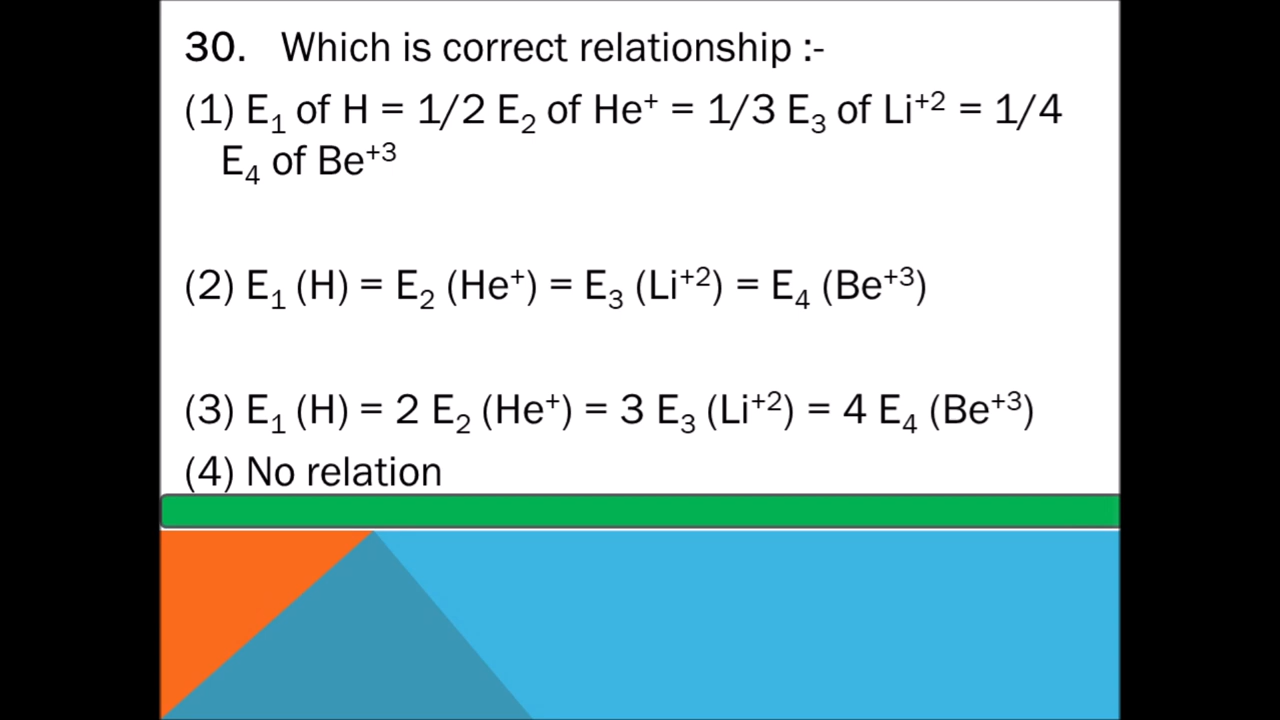 30. Which is correct relationship :-
(1) E₁ of H = 1/2 E₂ of He⁺ = 1/3 E₃ of Li⁺² = 1/4
E₄ of Be⁺³
(2) E₁ (H) = E₂ (He⁺) = E₃ (Li⁺²) = E₄ (Be⁺³)
(3) E₁ (H) = 2 E₂ (He⁺) = 3 E₃ (Li⁺²) = 4 E₄ (Be⁺³)
(4) No relation